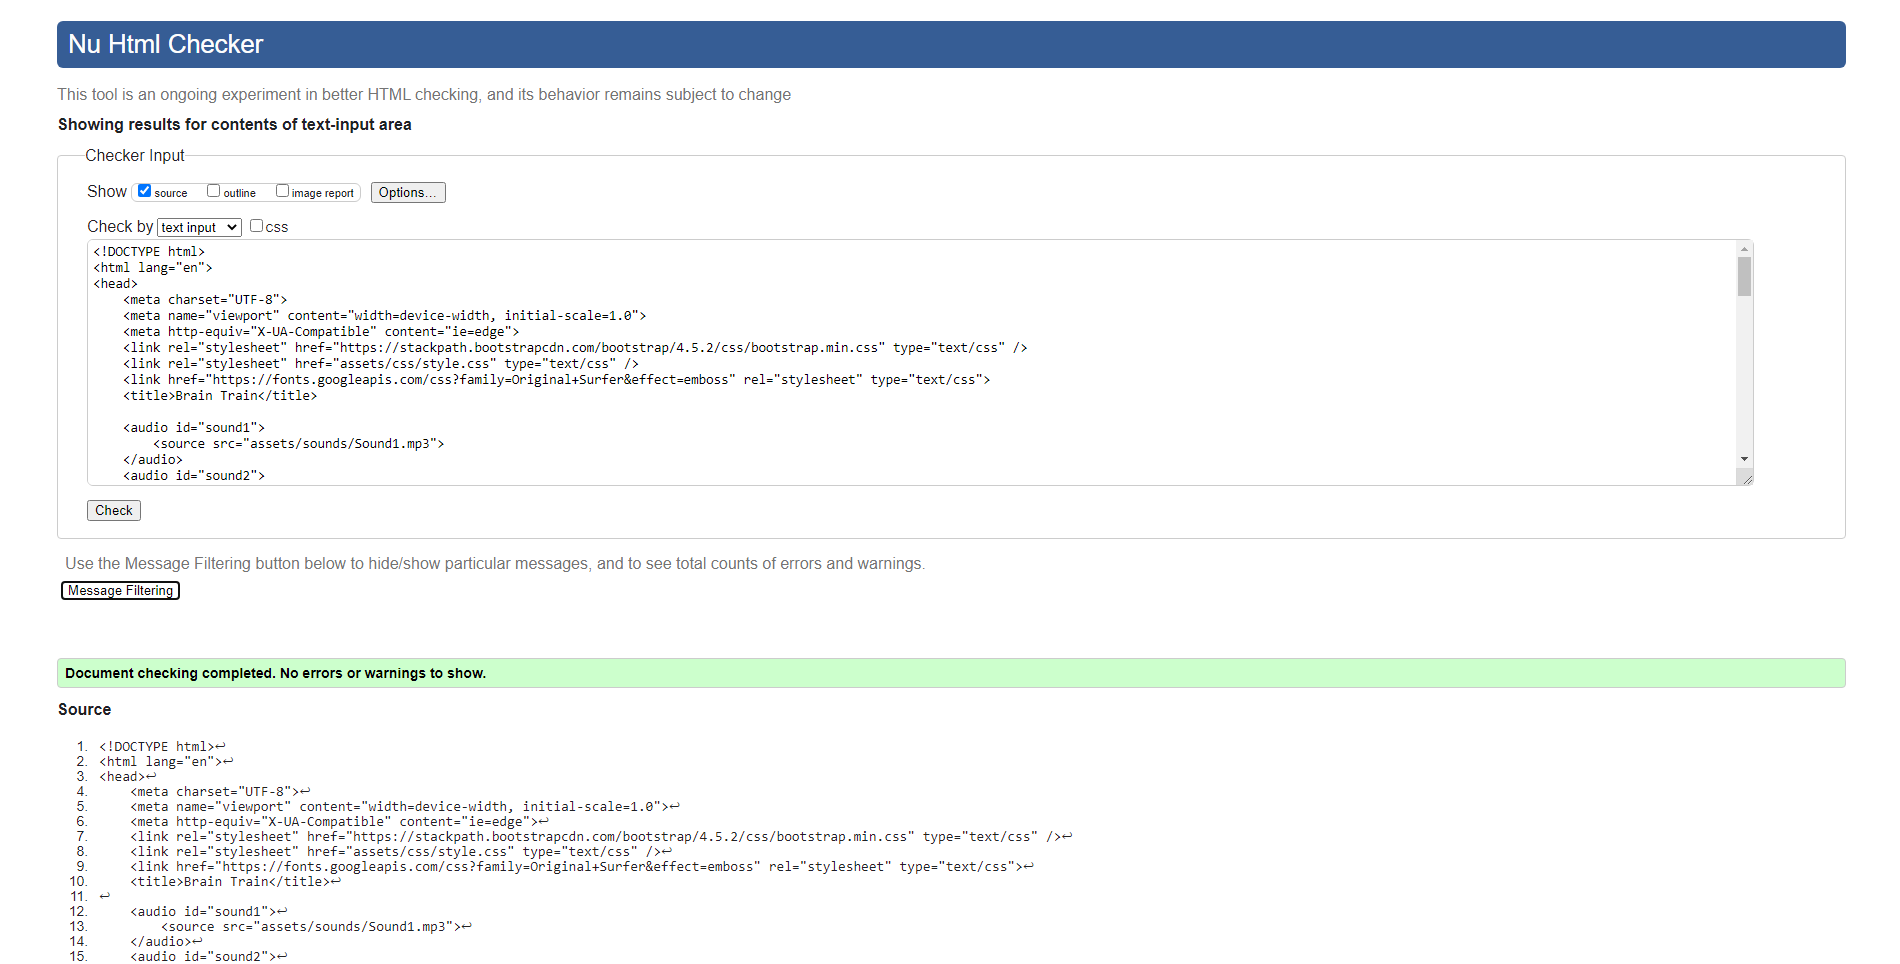 Nu Html Checker
This tool is an ongoing experiment in better HTML checking, and its behavior remains subject to change
Showing results for contents of text-input area
Checker Input
Show source outline image report Options...
Check by text input css
<!DOCTYPE html>
<html lang="en">
<head>
    <meta charset="UTF-8">
    <meta name="viewport" content="width=device-width, initial-scale=1.0">
    <meta http-equiv="X-UA-Compatible" content="ie=edge">
    <link rel="stylesheet" href="https://stackpath.bootstrapcdn.com/bootstrap/4.5.2/css/bootstrap.min.css" type="text/css" />
    <link rel="stylesheet" href="assets/css/style.css" type="text/css" />
    <link href="https://fonts.googleapis.com/css?family=Original+Surfer&effect=emboss" rel="stylesheet" type="text/css">
    <title>Brain Train</title>
    <audio id="sound1">
        <source src="assets/sounds/Sound1.mp3">
    </audio>
    <audio id="sound2">
Check
Use the Message Filtering button below to hide/show particular messages, and to see total counts of errors and warnings.
Message Filtering
Document checking completed. No errors or warnings to show.
Source
1. <!DOCTYPE html>↩
2. <html lang="en">↩
3. <head>↩
4.     <meta charset="UTF-8">↩
5.     <meta name="viewport" content="width=device-width, initial-scale=1.0">↩
6.     <meta http-equiv="X-UA-Compatible" content="ie=edge">↩
7.     <link rel="stylesheet" href="https://stackpath.bootstrapcdn.com/bootstrap/4.5.2/css/bootstrap.min.css" type="text/css" />↩
8.     <link rel="stylesheet" href="assets/css/style.css" type="text/css" />↩
9.     <link href="https://fonts.googleapis.com/css?family=Original+Surfer&effect=emboss" rel="stylesheet" type="text/css">↩
10.     <title>Brain Train</title>↩
11. ↩
12.     <audio id="sound1">↩
13.         <source src="assets/sounds/Sound1.mp3">↩
14.     </audio>↩
15.     <audio id="sound2">↩